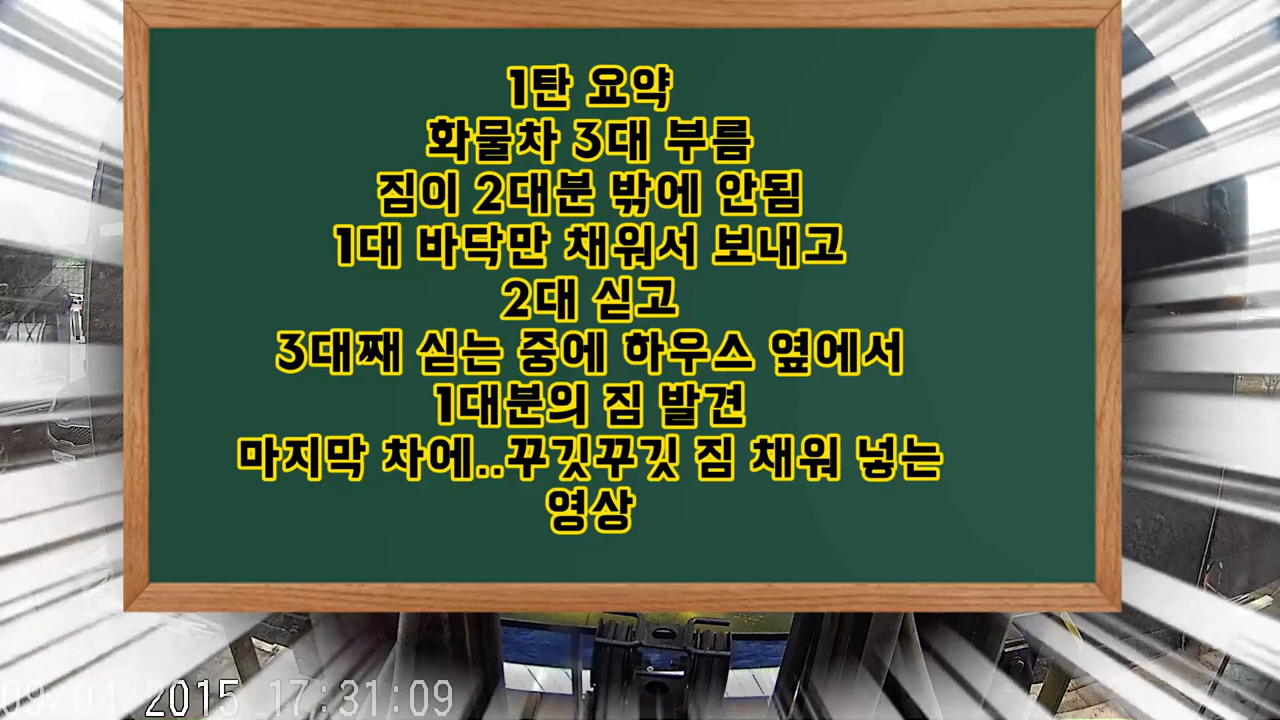 1탄 요약
화물차 3대 부름
짐이 2대분 밖에 안됨
1대 바닥만 채워서 보내고
2대 싣고
3대째 싣는 중에 하우스 옆에서
1대분의 짐 발견
마지막 차에..꾸깃꾸깃 짐 채워 넣는
영상
09/01/2015 17:31:09